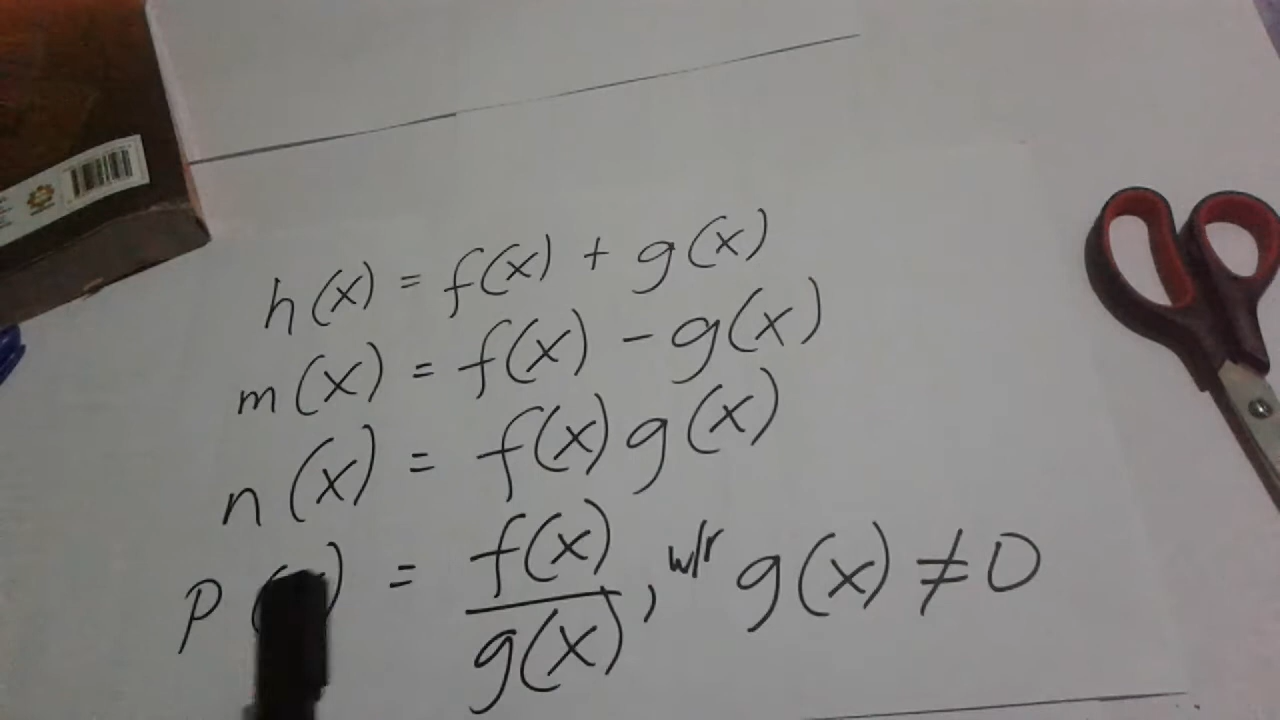 h(x) = f(x) + g(x)
m(x) = f(x) - g(x)
n(x) = f(x)g(x)
p( ) = f(x)/g(x), w/r g(x) ≠ 0